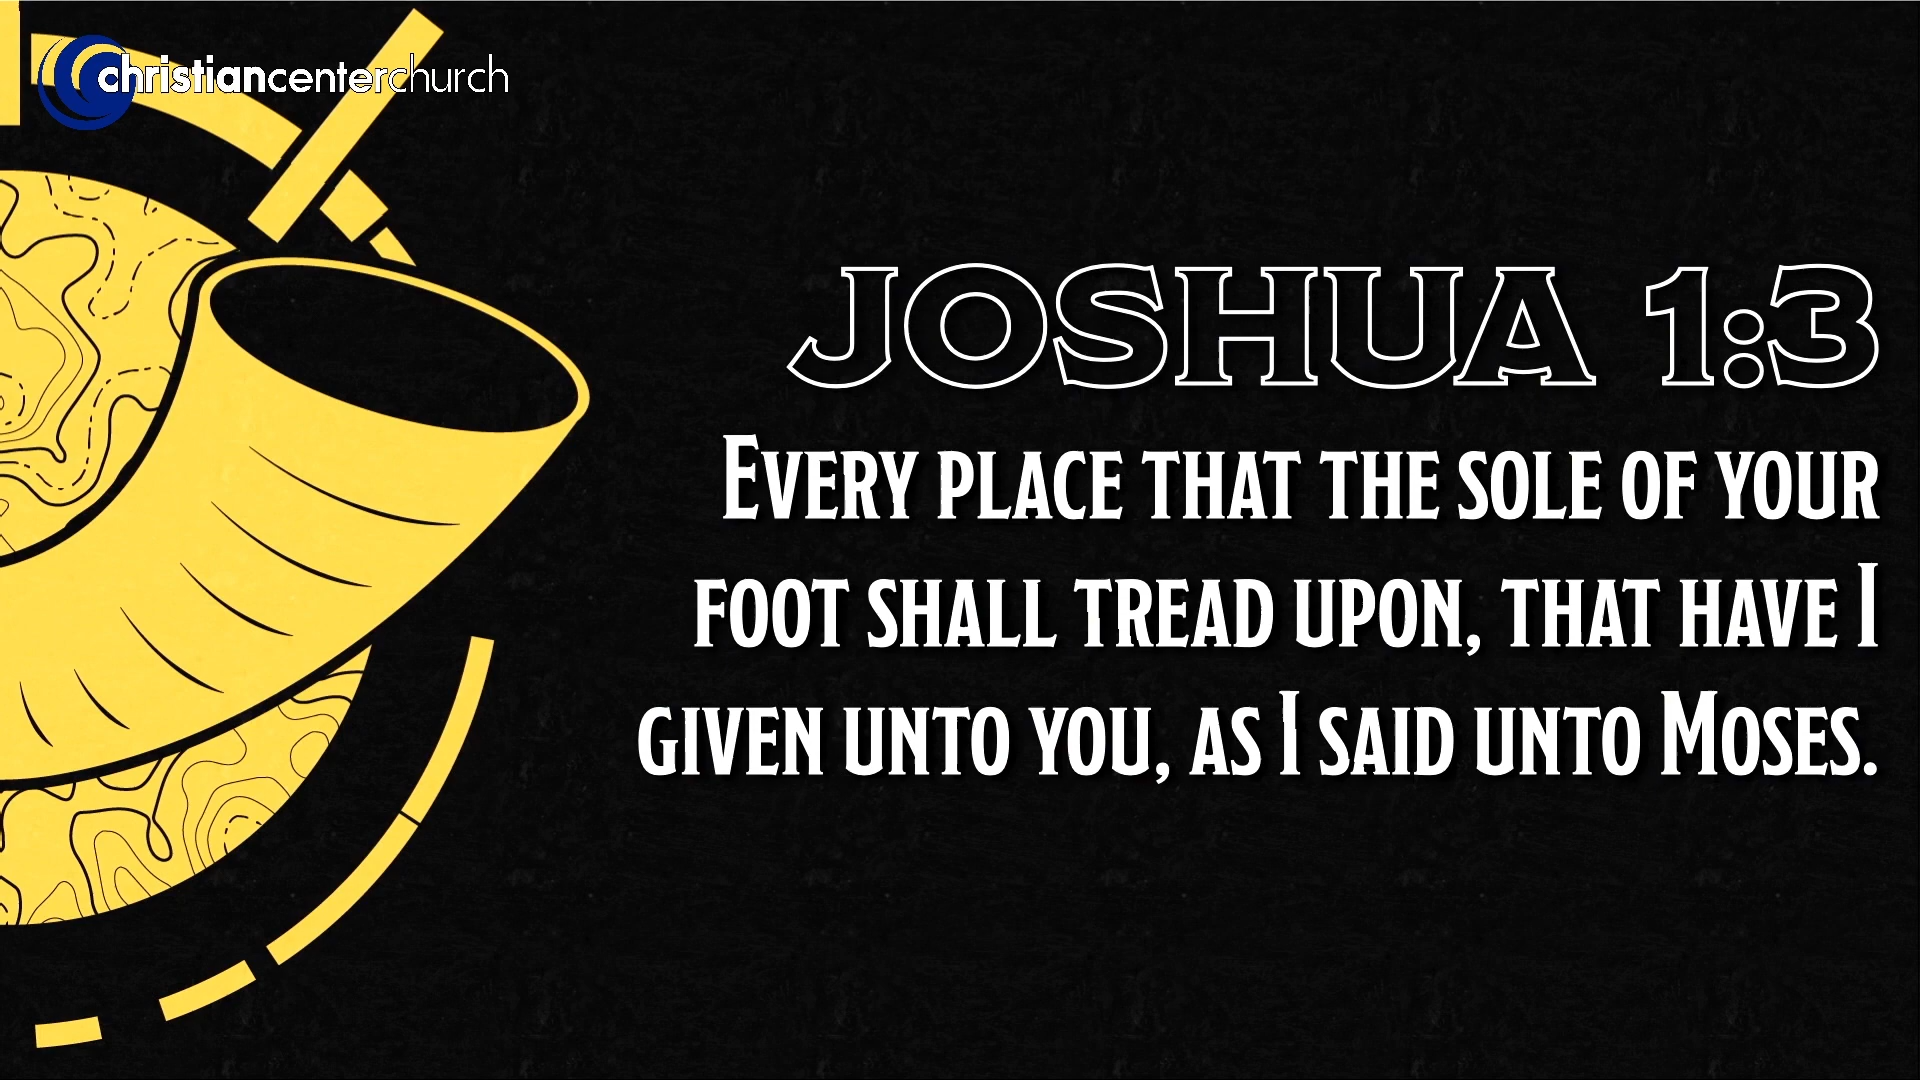 christiancenterchurch
JOSHUA 1:3
Every place that the sole of your
foot shall tread upon, that have I
given unto you, as I said unto Moses.